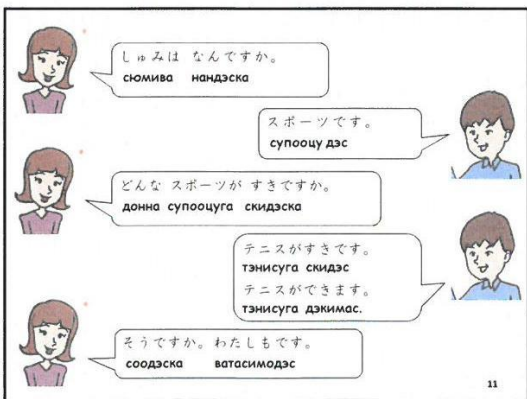 しゅみは なんですか。
сюмива нандэска
スポーツです。
супооцу дэс
どんな スポーツが すきですか。
донна супооцуга скидэска
テニスがすきです。
тэнисуга скидэс
テニスができます。
тэнисуга дэкимас.
そうですか。わたしもです。
соодэска ватасимодэс
11